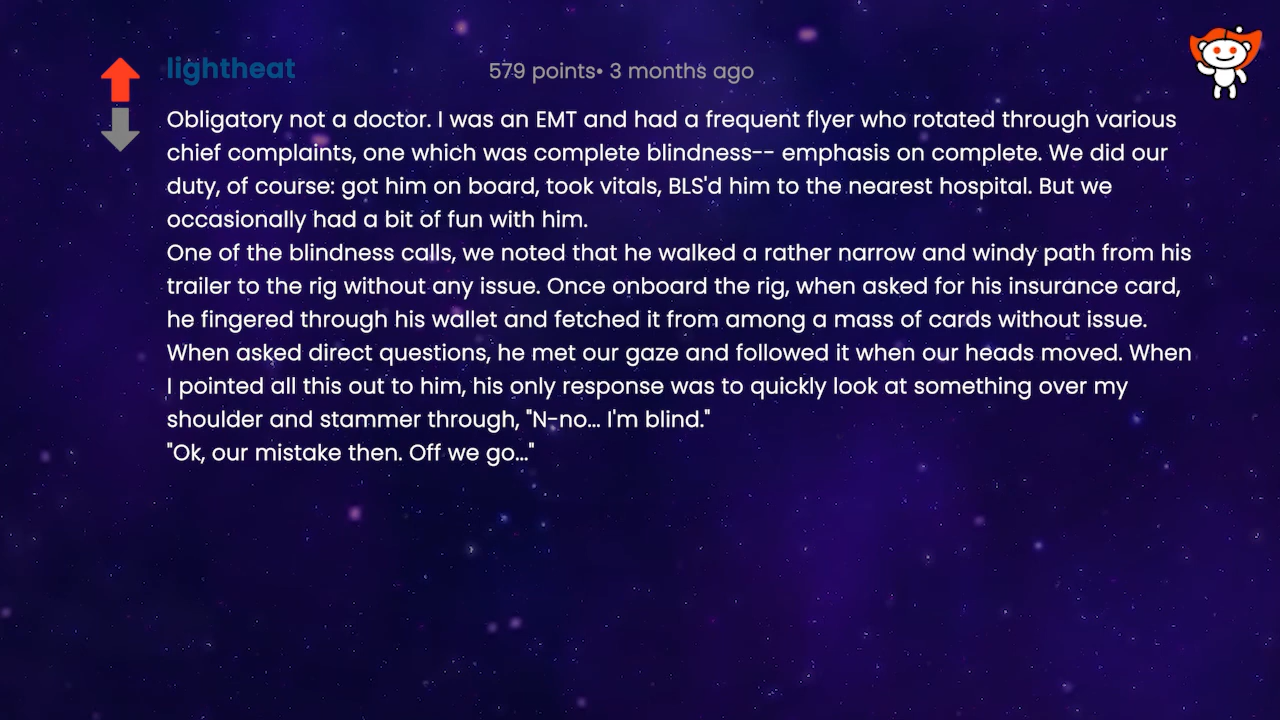 lightheat
579 points• 3 months ago
Obligatory not a doctor. I was an EMT and had a frequent flyer who rotated through various
chief complaints, one which was complete blindness-- emphasis on complete. We did our
duty, of course: got him on board, took vitals, BLS'd him to the nearest hospital. But we
occasionally had a bit of fun with him.
One of the blindness calls, we noted that he walked a rather narrow and windy path from his
trailer to the rig without any issue. Once onboard the rig, when asked for his insurance card,
he fingered through his wallet and fetched it from among a mass of cards without issue.
When asked direct questions, he met our gaze and followed it when our heads moved. When
I pointed all this out to him, his only response was to quickly look at something over my
shoulder and stammer through, "N-no... I'm blind."
"Ok, our mistake then. Off we go..."